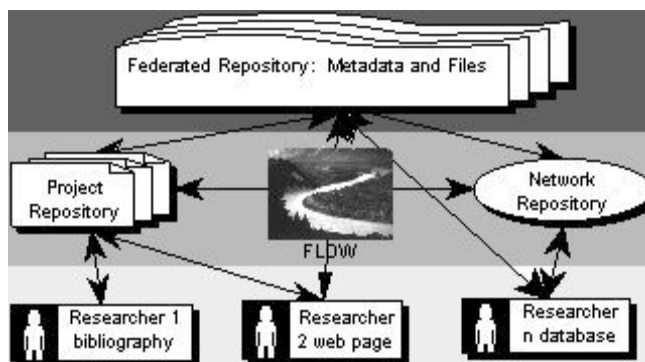 Federated Repository: Metadata and Files
Project
Repository
Network
Repository
FLOW
Researcher 1
bibliography
Researcher
2 web page
Researcher
n database